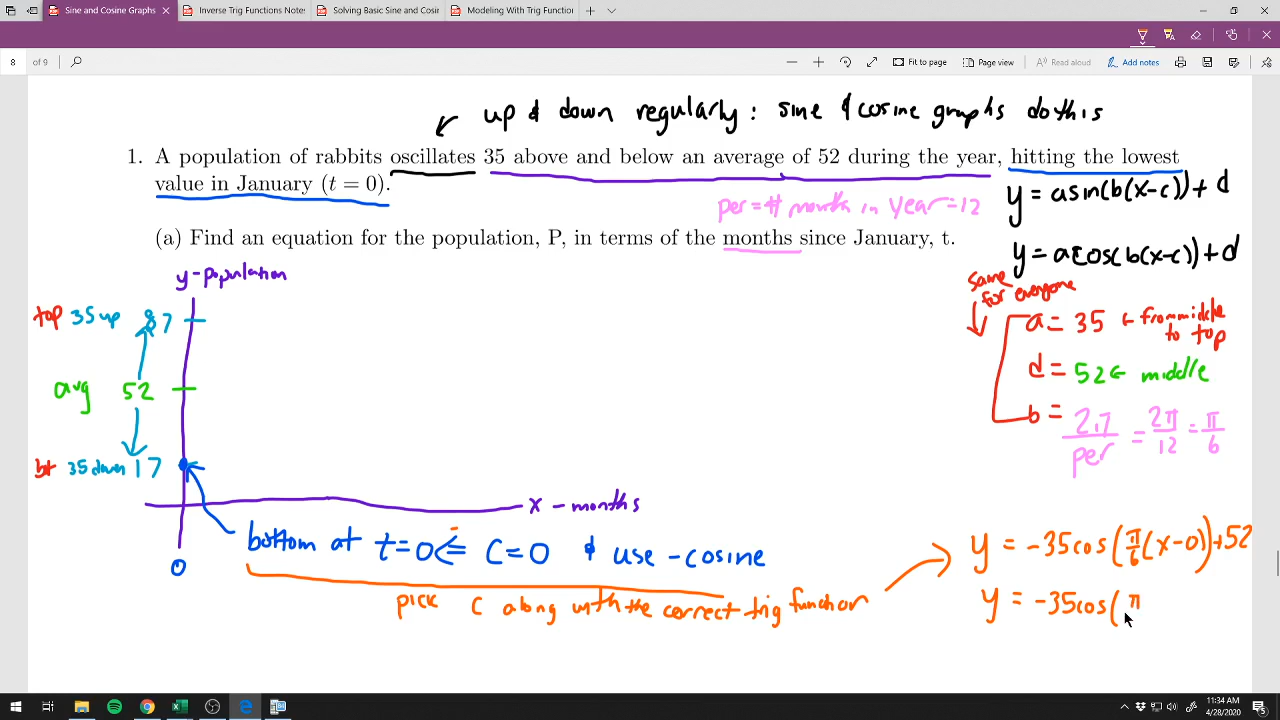 Sine and Cosine Graphs
Inverse Trig Functions Notes
Solving Basic Sine and Cosin
Modeling With Trig Function
8 of 9
Fit to page
Page view
Read aloud
Add notes
up & down regularly: sine & cosine graphs do this
1. A population of rabbits oscillates 35 above and below an average of 52 during the year, hitting the lowest
value in January (t = 0).
per = # month in year = 12
y = asin(b(x-c)) + d
(a) Find an equation for the population, P, in terms of the months since January, t.
y = acos(b(x-c)) + d
y-population
same
for everyone
top 35 up 87
a = 35 ← from middle
to top
avg 52
d = 52 ← middle
b = 2.π/per = 2π/12 = π/6
bot 35 down 17
x - months
bottom at t=0 ⇐ C=0 & use -cosine
0
pick C along with the correct trig function
y = -35cos(π/6(x-0))+52
y = -35cos(π
11:34 AM
4/28/2020